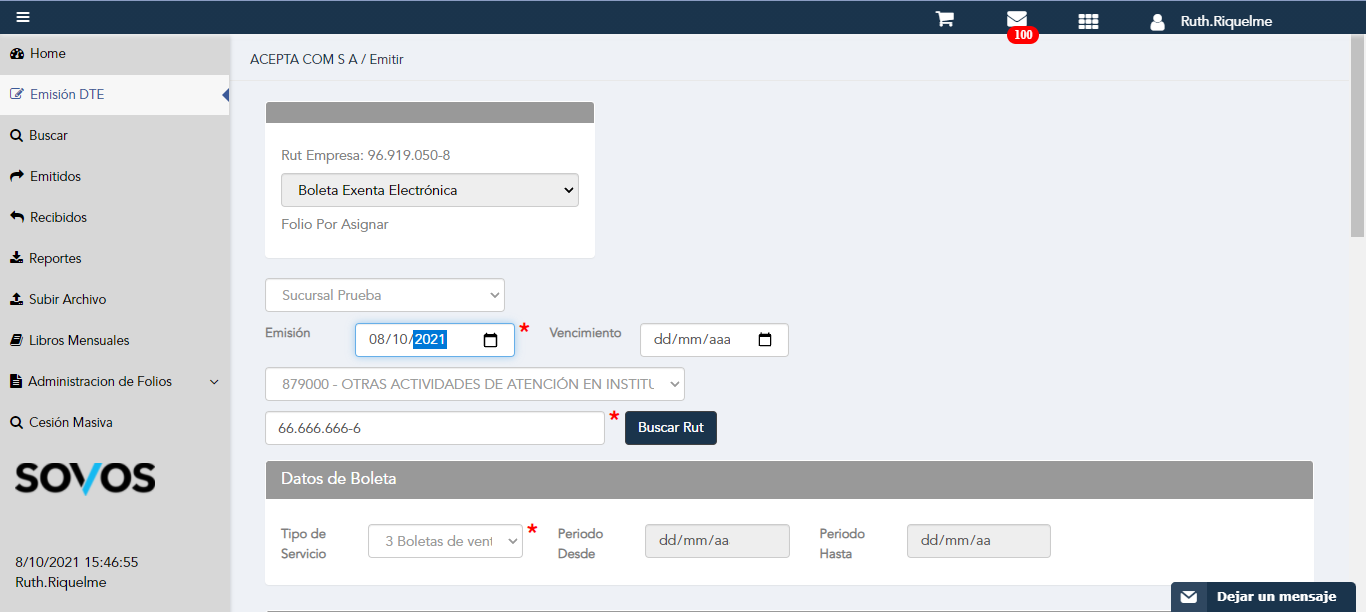 Ruth.Riquelme
100
Home
Emisión DTE
Buscar
Emitidos
Recibidos
Reportes
Subir Archivo
Libros Mensuales
Administracion de Folios
Cesión Masiva
SOVOS
8/10/2021 15:46:55
Ruth.Riquelme
ACEPTA COM S A / Emitir
Rut Empresa: 96.919.050-8
Boleta Exenta Electrónica
Folio Por Asignar
Sucursal Prueba
Emisión 08/10/2021 * Vencimiento dd/mm/aaa
879000 - OTRAS ACTIVIDADES DE ATENCIÓN EN INSTITU
66.666.666-6 * Buscar Rut
Datos de Boleta
Tipo de Servicio 3 Boletas de vent * Periodo Desde dd/mm/aa Periodo Hasta dd/mm/aa
Dejar un mensaje